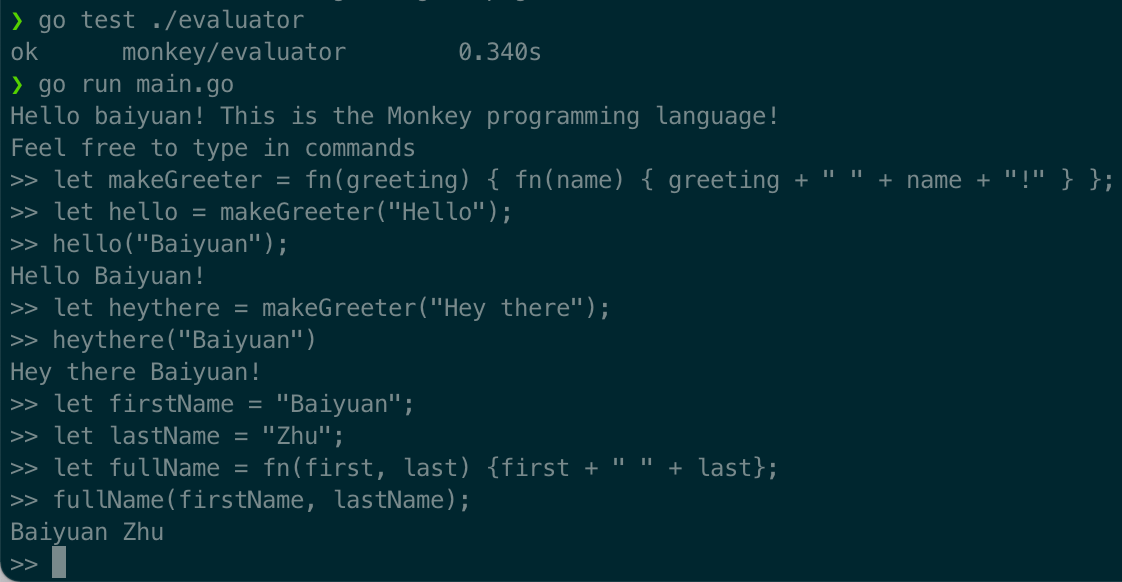 ❯ go test ./evaluator
ok      monkey/evaluator        0.340s
❯ go run main.go
Hello baiyuan! This is the Monkey programming language!
Feel free to type in commands
>> let makeGreeter = fn(greeting) { fn(name) { greeting + " " + name + "!" } };
>> let hello = makeGreeter("Hello");
>> hello("Baiyuan");
Hello Baiyuan!
>> let heythere = makeGreeter("Hey there");
>> heythere("Baiyuan")
Hey there Baiyuan!
>> let firstName = "Baiyuan";
>> let lastName = "Zhu";
>> let fullName = fn(first, last) {first + " " + last};
>> fullName(firstName, lastName);
Baiyuan Zhu
>>